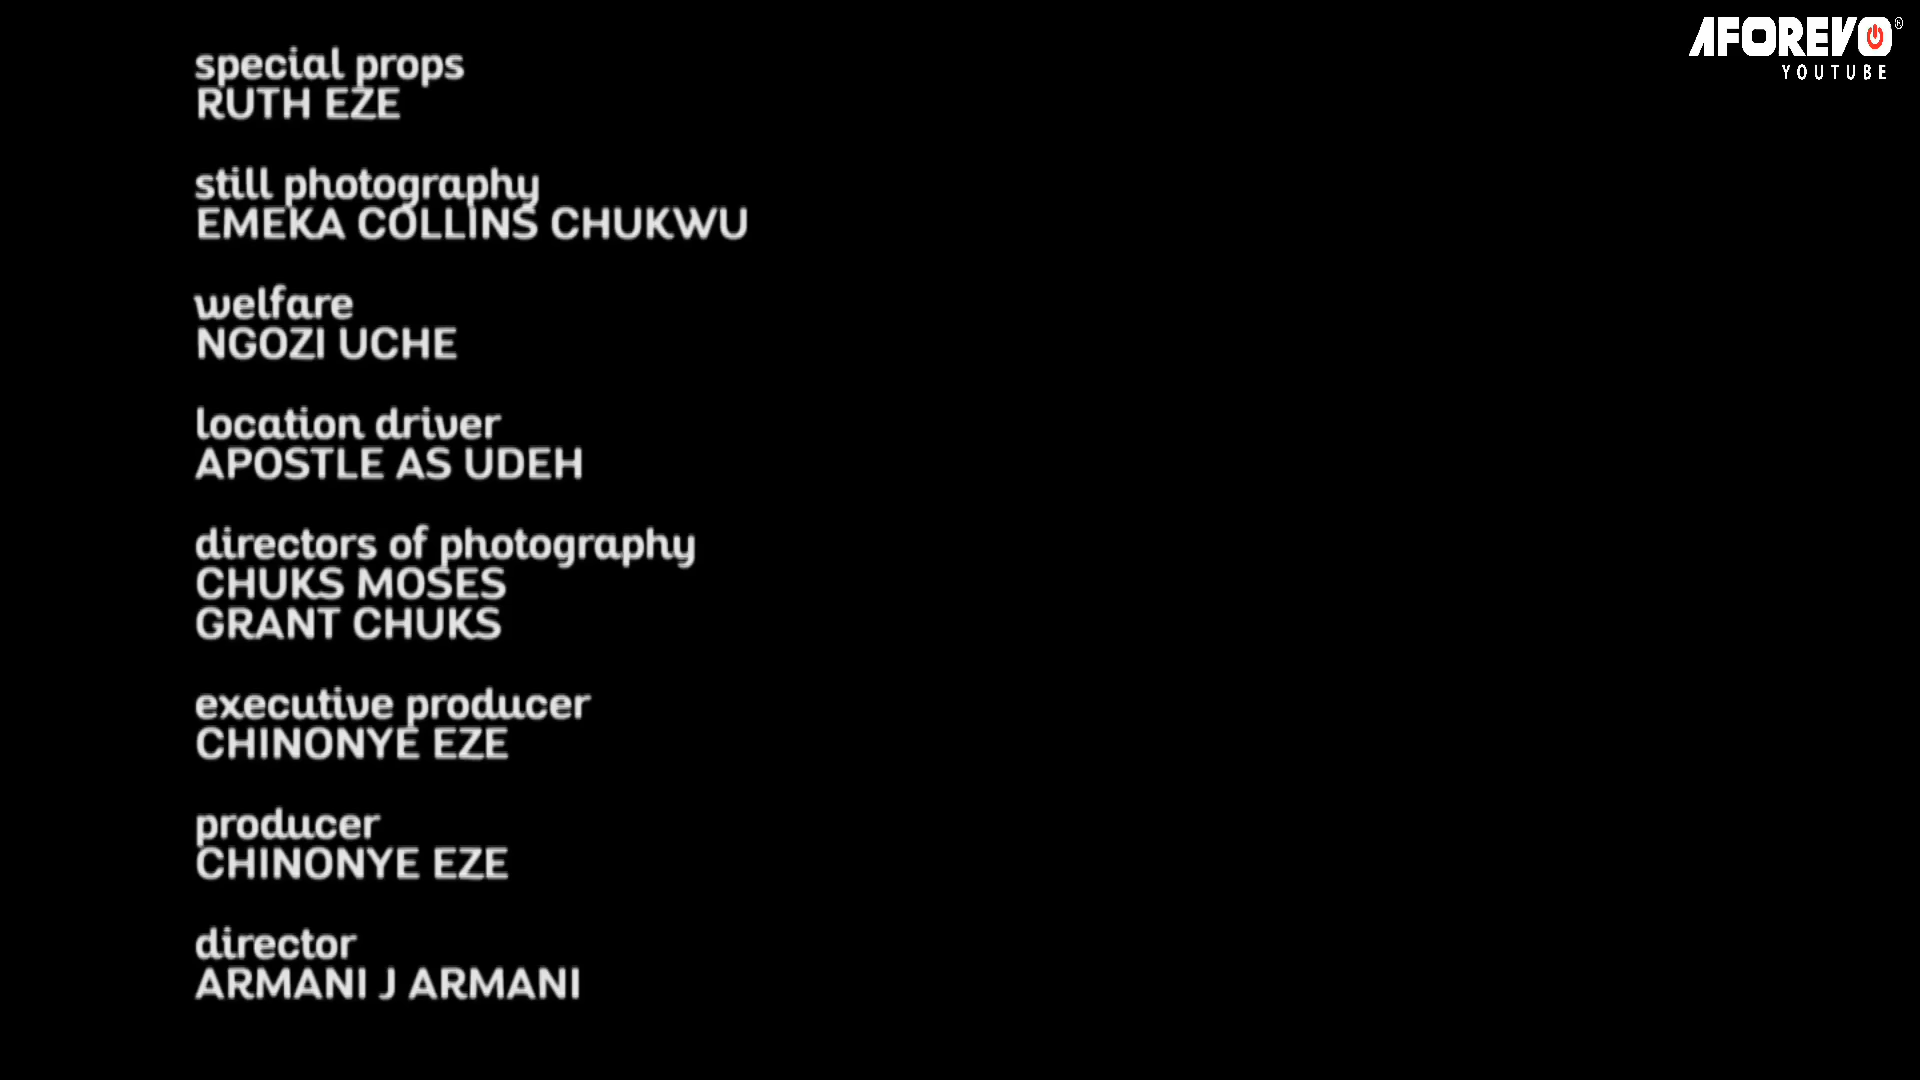 AFOREVO®
YOUTUBE
special props
RUTH EZE
still photography
EMEKA COLLINS CHUKWU
welfare
NGOZI UCHE
location driver
APOSTLE AS UDEH
directors of photography
CHUKS MOSES
GRANT CHUKS
executive producer
CHINONYE EZE
producer
CHINONYE EZE
director
ARMANI J ARMANI